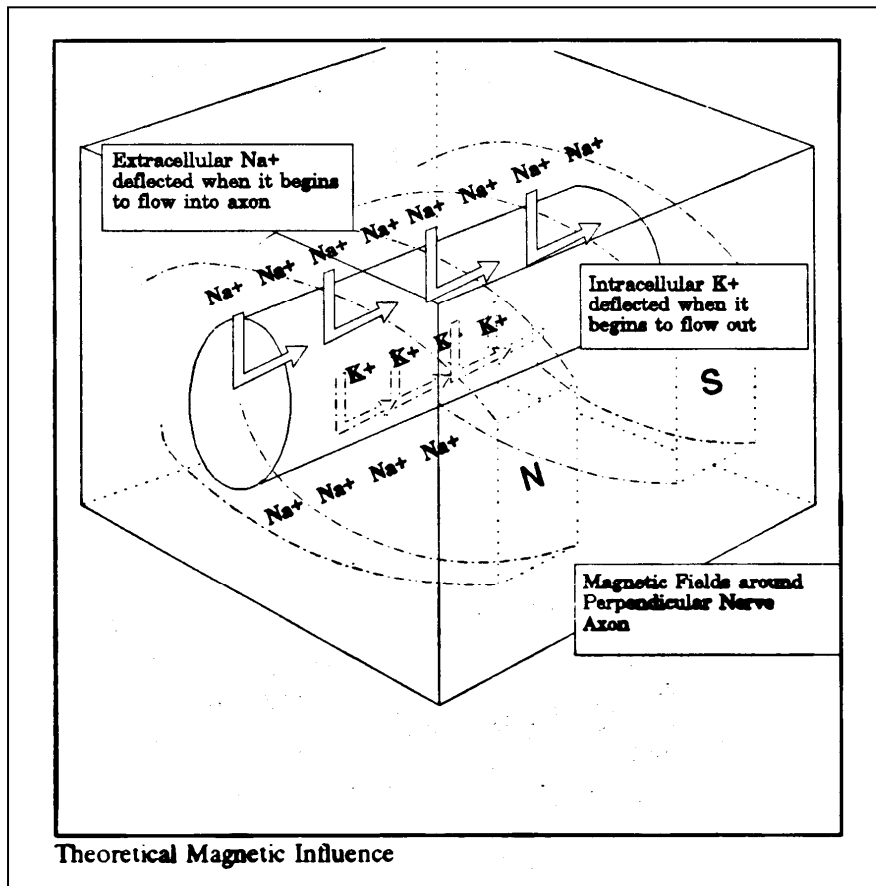 Extracellular Na+
deflected when it begins
to flow into axon
Na+ Na+ Na+ Na+ Na+ Na+ Na+ Na+
Intracellular K+
deflected when it
begins to flow out
K+ K+ K+ K+
S
Na+ Na+ Na+ Na+
N
Magnetic Fields around
Perpendicular Nerve
Axon
Theoretical Magnetic Influence